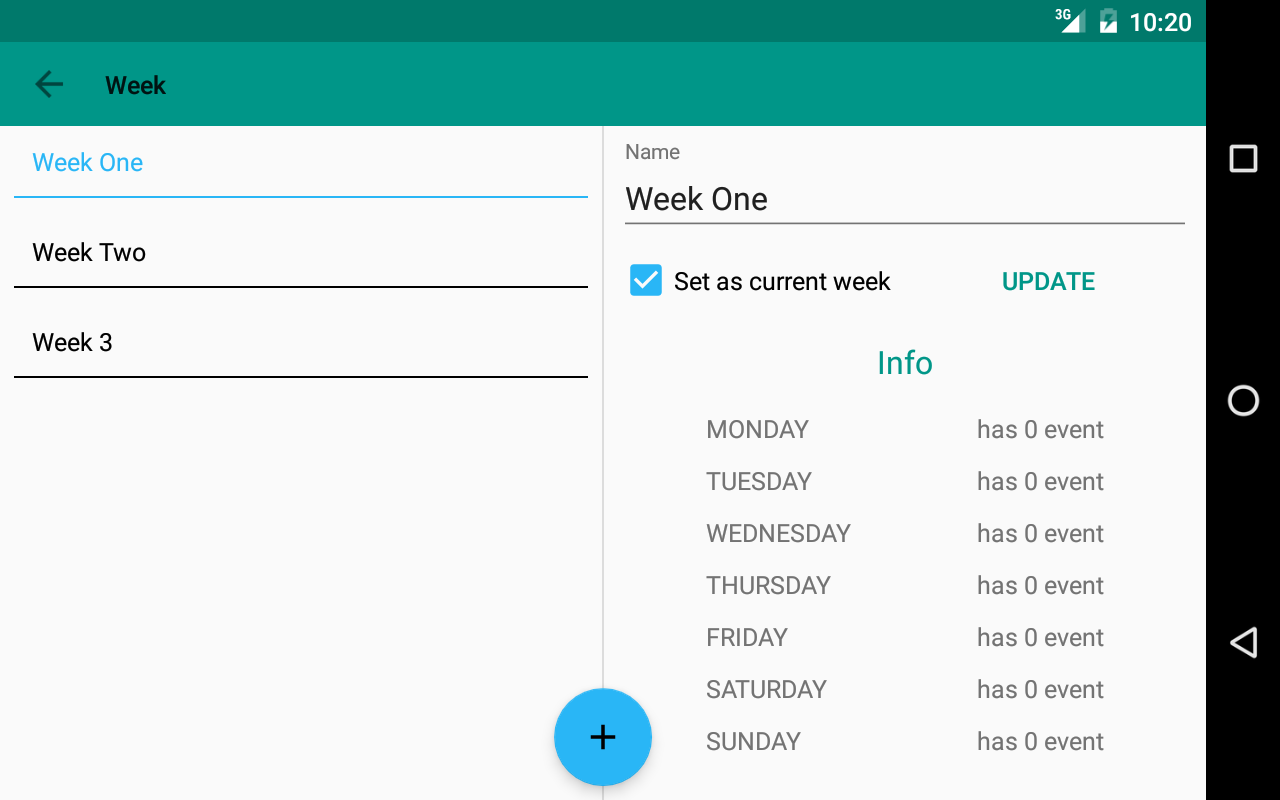 3G 10:20
Week
Week One
Week Two
Week 3
Name
Week One
Set as current week UPDATE
Info
MONDAY has 0 event
TUESDAY has 0 event
WEDNESDAY has 0 event
THURSDAY has 0 event
FRIDAY has 0 event
SATURDAY has 0 event
SUNDAY has 0 event